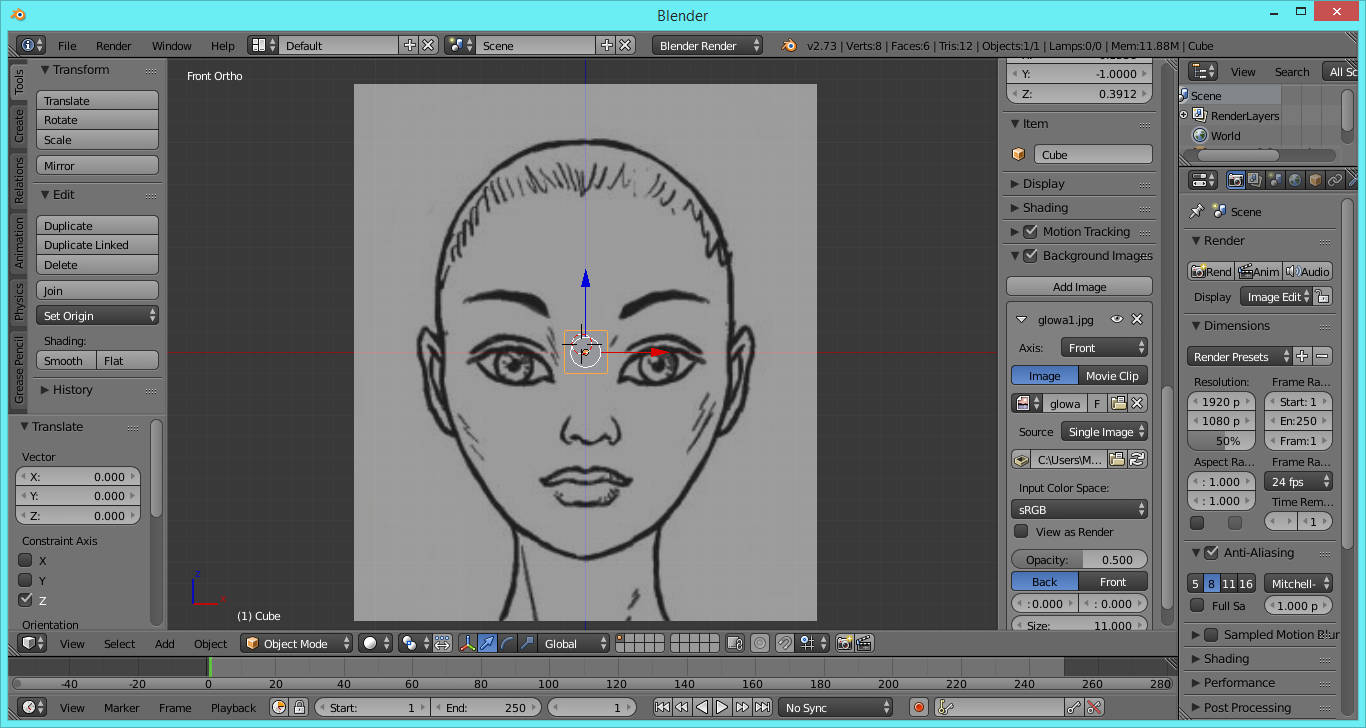 Blender
File Render Window Help Default Scene Blender Render v2.73 | Verts:8 | Faces:6 | Tris:12 | Objects:1/1 | Lamps:0/0 | Mem:11.88M | Cube
Tools
Create
Relations
Animation
Physics
Grease Pencil
Transform
Translate
Rotate
Scale
Mirror
Edit
Duplicate
Duplicate Linked
Delete
Join
Set Origin
Shading:
Smooth Flat
History
Translate
Vector
X: 0.000
Y: 0.000
Z: 0.000
Constraint Axis
X
Y
Z
Orientation
Front Ortho
z
x
(1) Cube
Y: -1.0000
Z: 0.3912
Item
Cube
Display
Shading
Motion Tracking
Background Images
Add Image
glowa1.jpg
Axis: Front
Image Movie Clip
glowa F
Source Single Image
C:\Users\M...
Input Color Space:
sRGB
View as Render
Opacity: 0.500
Back Front
: 0.000 : 0.000
Size: 11.000
View Search All Sc
Scene
RenderLayers
World
Scene
Render
Rend Anim Audio
Display Image Edit
Dimensions
Render Presets
Resolution: Frame Ra...
1920 p Start: 1
1080 p En:250
50% Fram:1
Aspect Ra... Frame Ra...
: 1.000 24 fps
: 1.000 Time Rem...
1
Anti-Aliasing
5 8 11 16 Mitchell-
Full Sa 1.000 p
Sampled Motion Blur
Shading
Performance
Post Processing
View Select Add Object Object Mode Global
-40 -20 0 20 40 60 80 100 120 140 160 180 200 220 240 260 280
View Marker Frame Playback Start: 1 End: 250 1 No Sync